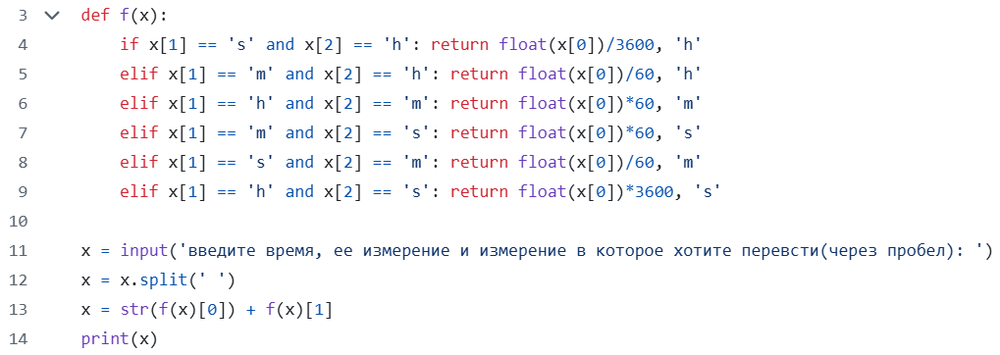 3 def f(x):
4 if x[1] == 's' and x[2] == 'h': return float(x[0])/3600, 'h'
5 elif x[1] == 'm' and x[2] == 'h': return float(x[0])/60, 'h'
6 elif x[1] == 'h' and x[2] == 'm': return float(x[0])*60, 'm'
7 elif x[1] == 'm' and x[2] == 's': return float(x[0])*60, 's'
8 elif x[1] == 's' and x[2] == 'm': return float(x[0])/60, 'm'
9 elif x[1] == 'h' and x[2] == 's': return float(x[0])*3600, 's'
10
11 x = input('введите время, ее измерение и измерение в которое хотите перевсти(через пробел): ')
12 x = x.split(' ')
13 x = str(f(x)[0]) + f(x)[1]
14 print(x)